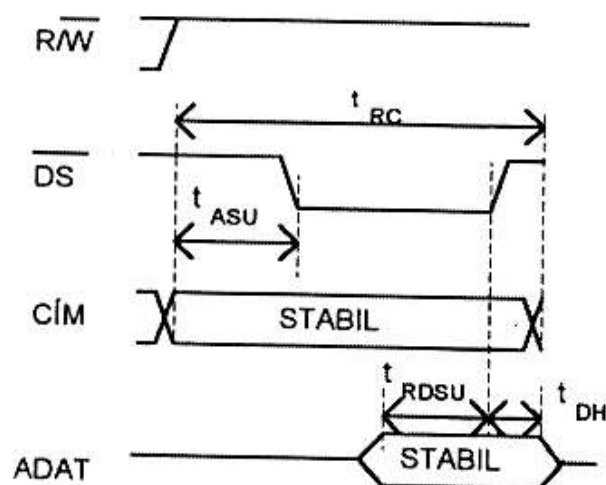 R/W
t RC
DS
t ASU
CÍM STABIL
t RDSU
t DH
ADAT STABIL